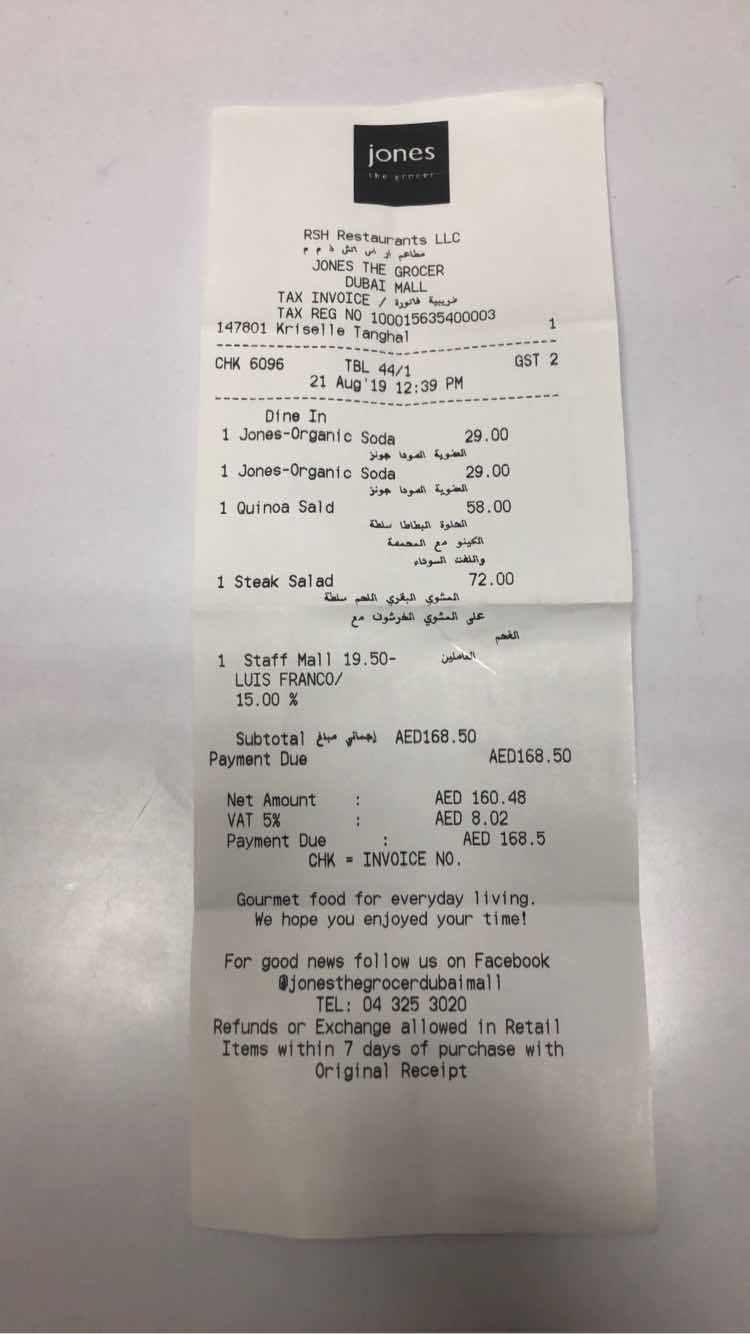 jones
the grocer
RSH Restaurants LLC
مطاعم ار اس اتش ذ م م
JONES THE GROCER
DUBAI MALL
TAX INVOICE / ضريبية فاتورة
TAX REG NO 100015635400003
147801 Kriselle Tanghal 1
CHK 6096 TBL 44/1 GST 2
21 Aug'19 12:39 PM
Dine In
1 Jones-Organic Soda 29.00
العضوية الصودا جونز
1 Jones-Organic Soda 29.00
العضوية الصودا جونز
1 Quinoa Sald 58.00
الحلوة البطاطا سلطة
الكينو مع المحمصة
واللفت السوداء
1 Steak Salad 72.00
المشوي البقري اللحم سلطة
على المشوي الخرشوف مع
الفحم
1 Staff Mall 19.50- العاملين
LUIS FRANCO/
15.00 %
Subtotal إجمالي مبلغ AED168.50
Payment Due AED168.50
Net Amount : AED 160.48
VAT 5% : AED 8.02
Payment Due : AED 168.5
CHK = INVOICE NO.
Gourmet food for everyday living.
We hope you enjoyed your time!
For good news follow us on Facebook
@jonesthegrocerdubaimall
TEL: 04 325 3020
Refunds or Exchange allowed in Retail
Items within 7 days of purchase with
Original Receipt